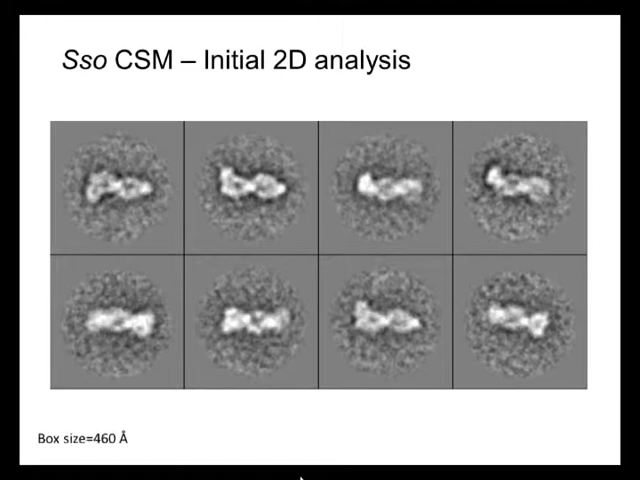 Sso CSM – Initial 2D analysis
Box size=460 Å